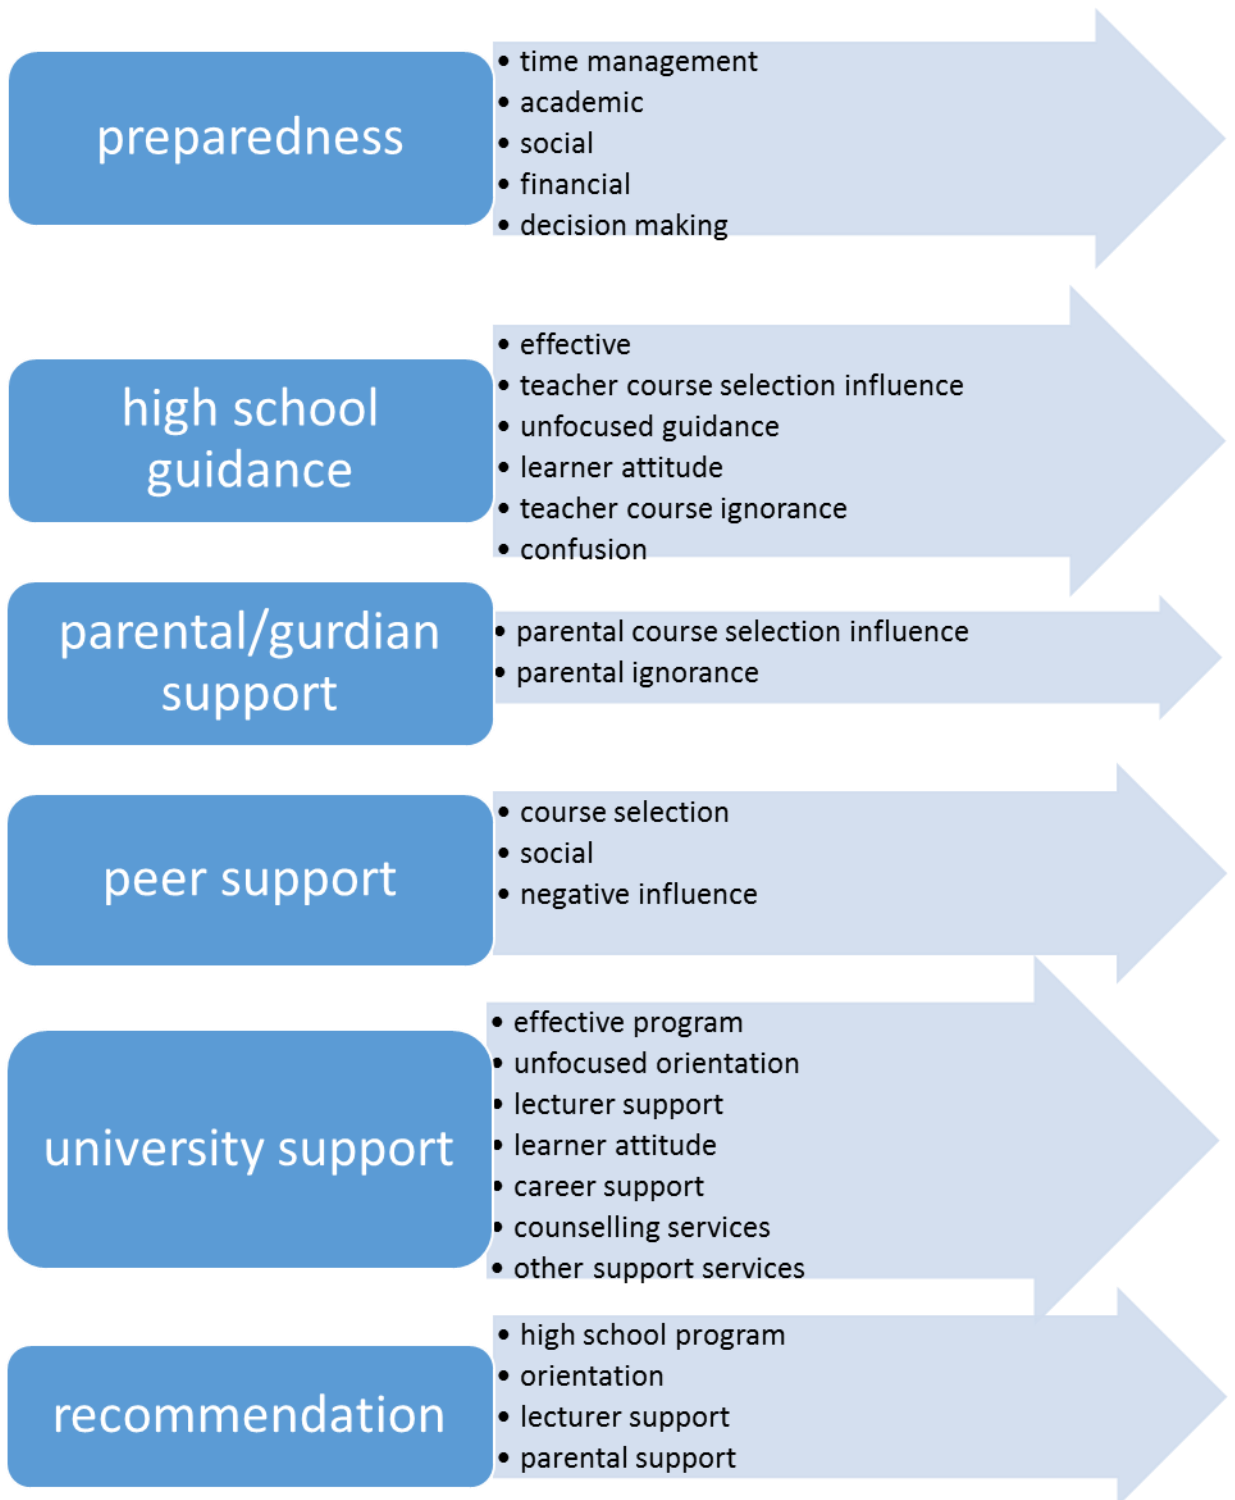 preparedness
• time management
• academic
• social
• financial
• decision making
high school
guidance
• effective
• teacher course selection influence
• unfocused guidance
• learner attitude
• teacher course ignorance
• confusion
parental/gurdian
support
• parental course selection influence
• parental ignorance
peer support
• course selection
• social
• negative influence
university support
• effective program
• unfocused orientation
• lecturer support
• learner attitude
• career support
• counselling services
• other support services
recommendation
• high school program
• orientation
• lecturer support
• parental support